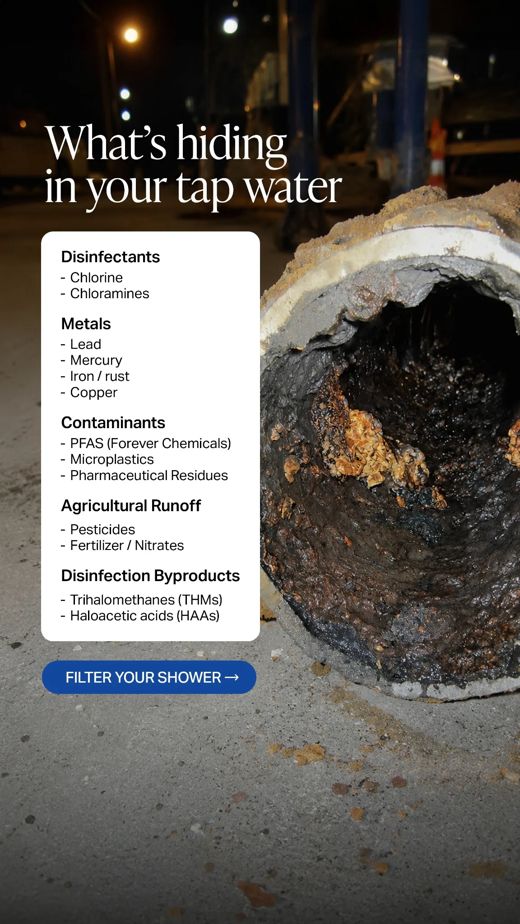 What's hiding
in your tap water
Disinfectants
- Chlorine
- Chloramines
Metals
- Lead
- Mercury
- Iron / rust
- Copper
Contaminants
- PFAS (Forever Chemicals)
- Microplastics
- Pharmaceutical Residues
Agricultural Runoff
- Pesticides
- Fertilizer / Nitrates
Disinfection Byproducts
- Trihalomethanes (THMs)
- Haloacetic acids (HAAs)
FILTER YOUR SHOWER →